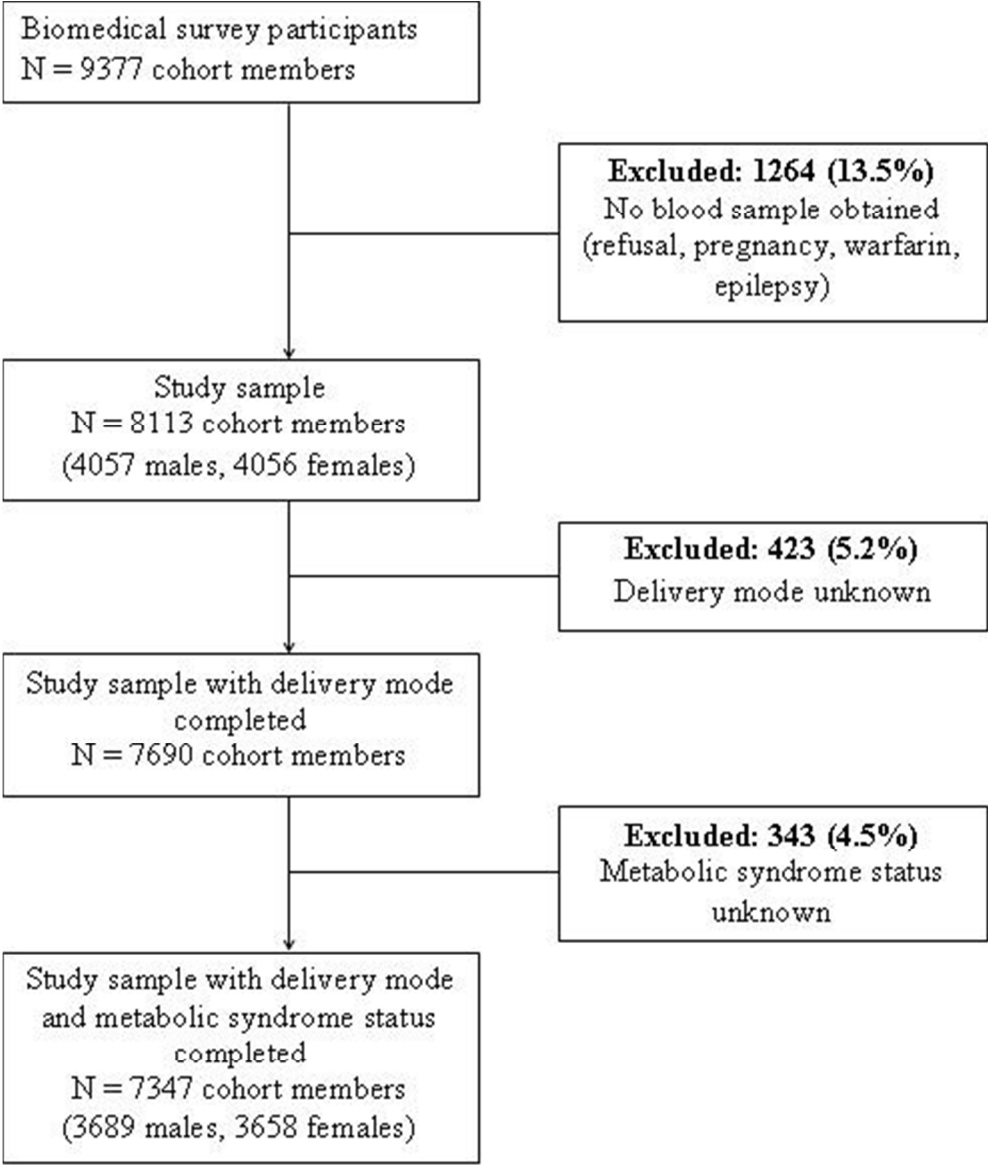 Biomedical survey participants
N = 9377 cohort members
Excluded: 1264 (13.5%)
No blood sample obtained
(refusal, pregnancy, warfarin,
epilepsy)
Study sample
N = 8113 cohort members
(4057 males, 4056 females)
Excluded: 423 (5.2%)
Delivery mode unknown
Study sample with delivery mode
completed
N = 7690 cohort members
Excluded: 343 (4.5%)
Metabolic syndrome status
unknown
Study sample with delivery mode
and metabolic syndrome status
completed
N = 7347 cohort members
(3689 males, 3658 females)